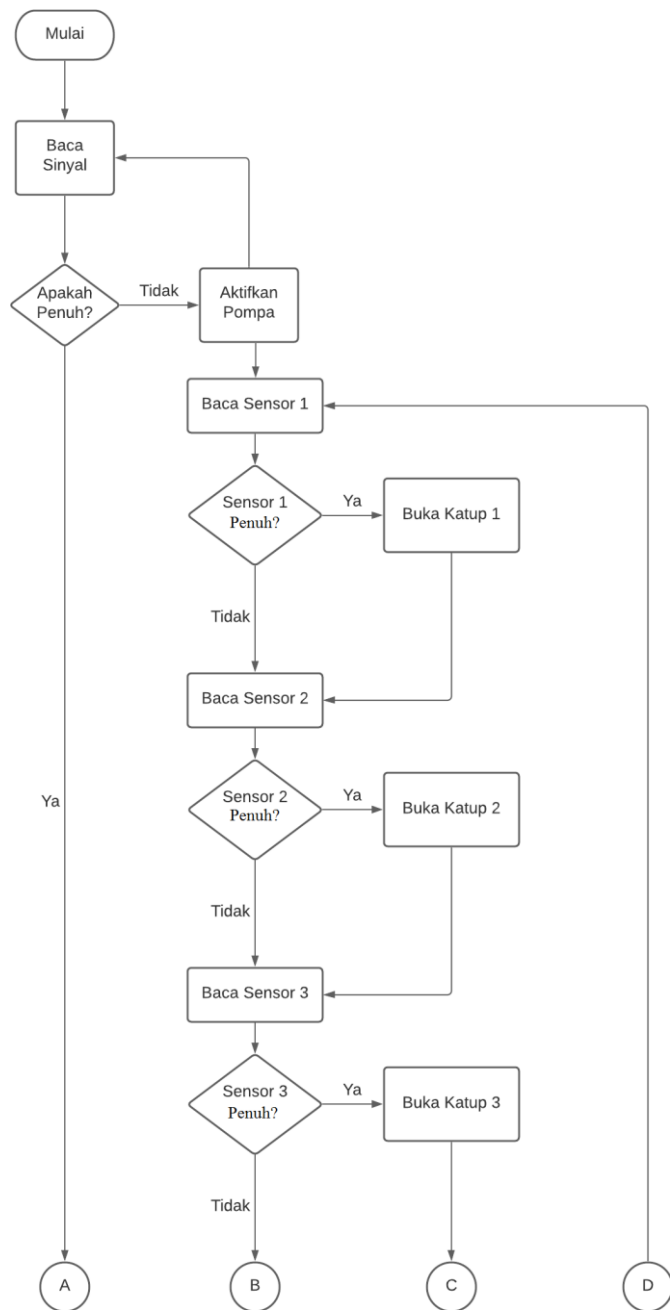 Mulai
Baca
Sinyal
Apakah
Penuh?
Tidak
Aktifkan
Pompa
Baca Sensor 1
Sensor 1
Penuh?
Ya
Buka Katup 1
Tidak
Baca Sensor 2
Sensor 2
Penuh?
Ya
Buka Katup 2
Ya
Tidak
Baca Sensor 3
Sensor 3
Penuh?
Ya
Buka Katup 3
Tidak
A
B
C
D